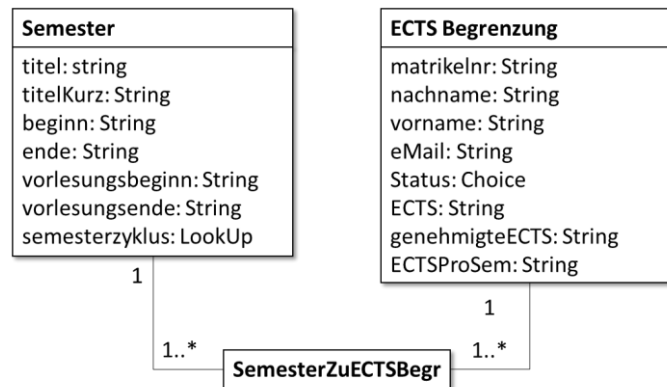 Semester
titel: string
titelKurz: String
beginn: String
ende: String
vorlesungsbeginn: String
vorlesungsende: String
semesterzyklus: LookUp
ECTS Begrenzung
matrikelnr: String
nachname: String
vorname: String
eMail: String
Status: Choice
ECTS: String
genehmigteECTS: String
ECTSProSem: String
1
1
1..*
1..*
SemesterZuECTSBegr